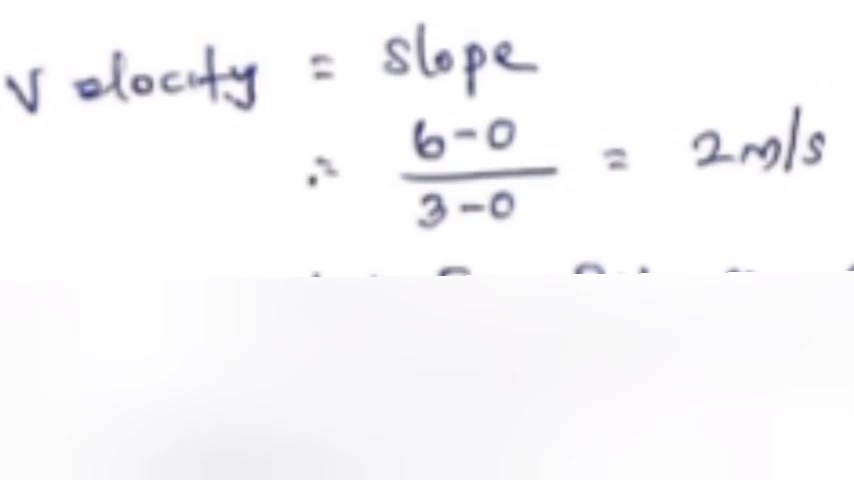 Velocity = slope
∴ = 6-0 / 3-0 = 2m/s